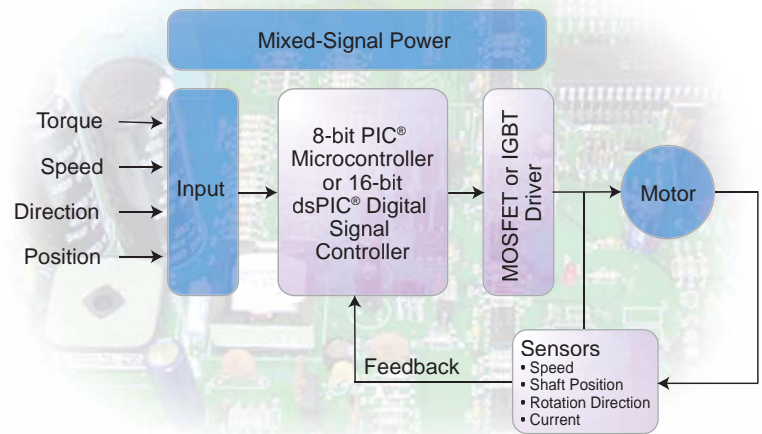 Mixed-Signal Power
Torque
Speed
Direction
Position
Input
8-bit PIC®
Microcontroller
or 16-bit
dsPIC® Digital
Signal
Controller
MOSFET or IGBT
Driver
Motor
Feedback
Sensors
• Speed
• Shaft Position
• Rotation Direction
• Current